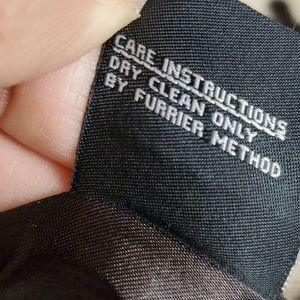 CARE INSTRUCTIONS
DRY CLEAN ONLY
BY FURRIER METHOD